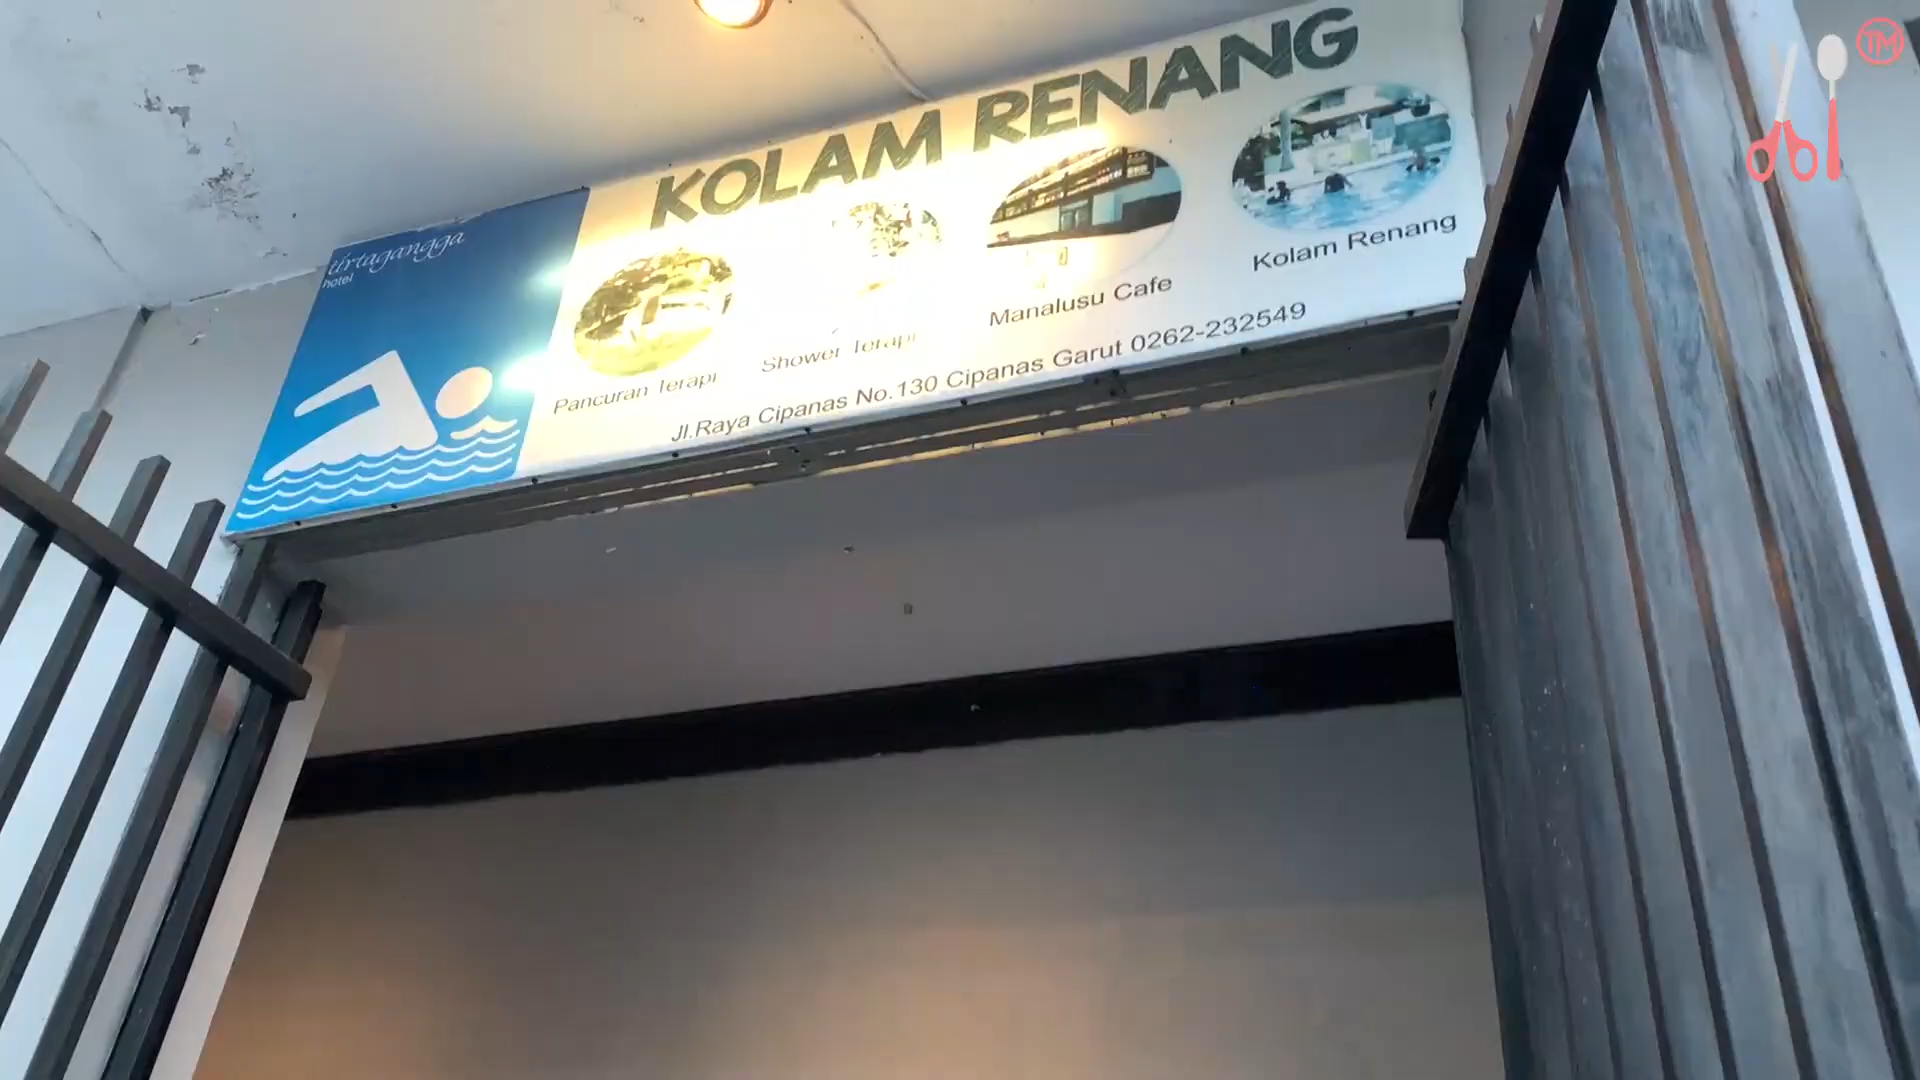 KOLAM RENANG
tirtagangga
hotel
Pancuran Terapi
Shower Terapi
Manalusu Cafe
Kolam Renang
Jl.Raya Cipanas No.130 Cipanas Garut 0262-232549
TM